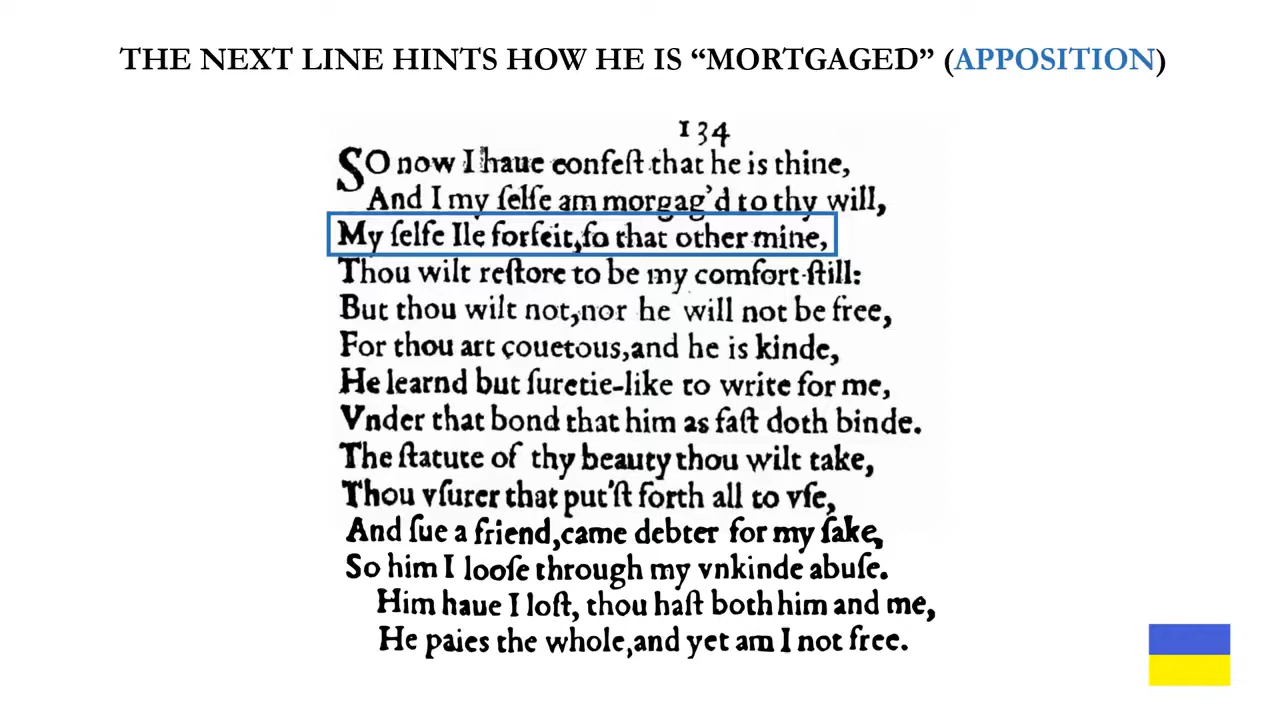 THE NEXT LINE HINTS HOW HE IS “MORTGAGED” (APPOSITION)
134
SO now I haue confeſt that he is thine,
And I my ſelfe am morgag'd to thy will,
My ſelfe Ile forfeit,ſo that other mine,
Thou wilt reſtore to be my comfort ſtill:
But thou wilt not,nor he will not be free,
For thou art couetous,and he is kinde,
He learnd but ſuretie-like to write for me,
Vnder that bond that him as faſt doth binde.
The ſtatute of thy beauty thou wilt take,
Thou vſurer that put'ſt forth all to vſe,
And ſue a friend,came debter for my ſake,
So him I looſe through my vnkinde abuſe.
Him haue I loſt, thou haſt both him and me,
He paies the whole,and yet am I not free.